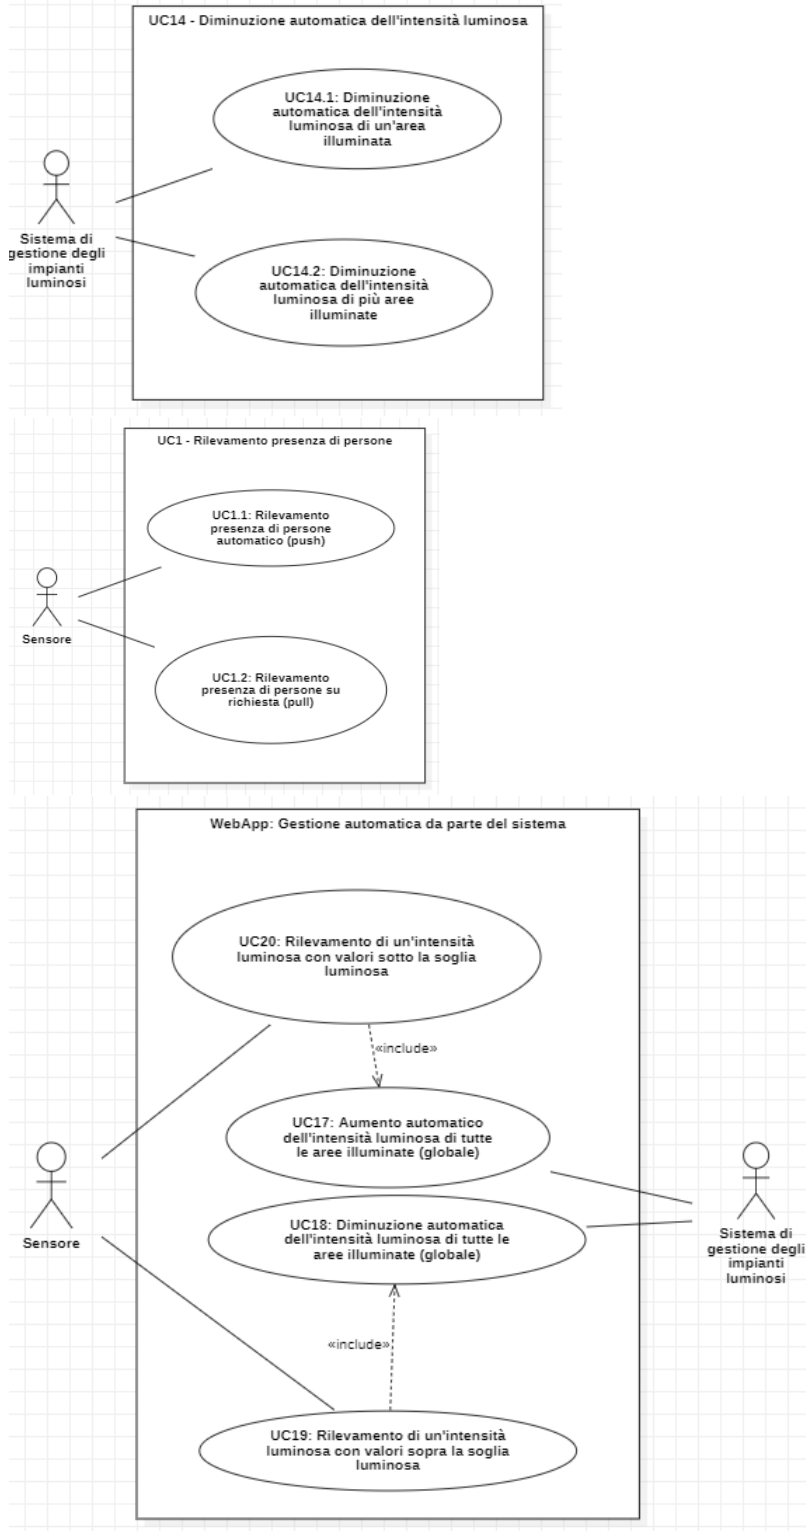 UC14 - Diminuzione automatica dell'intensità luminosa
UC14.1: Diminuzione
automatica dell'intensità
luminosa di un'area
illuminata
Sistema di
gestione degli
impianti
luminosi
UC14.2: Diminuzione
automatica dell'intensità
luminosa di più aree
illuminate
UC1 - Rilevamento presenza di persone
UC1.1: Rilevamento
presenza di persone
automatico (push)
Sensore
UC1.2: Rilevamento
presenza di persone su
richiesta (pull)
WebApp: Gestione automatica da parte del sistema
UC20: Rilevamento di un'intensità
luminosa con valori sotto la soglia
luminosa
«include»
UC17: Aumento automatico
dell'intensità luminosa di tutte
le aree illuminate (globale)
UC18: Diminuzione automatica
dell'intensità luminosa di tutte le
aree illuminate (globale)
Sensore
Sistema di
gestione degli
impianti
luminosi
«include»
UC19: Rilevamento di un'intensità
luminosa con valori sopra la soglia
luminosa